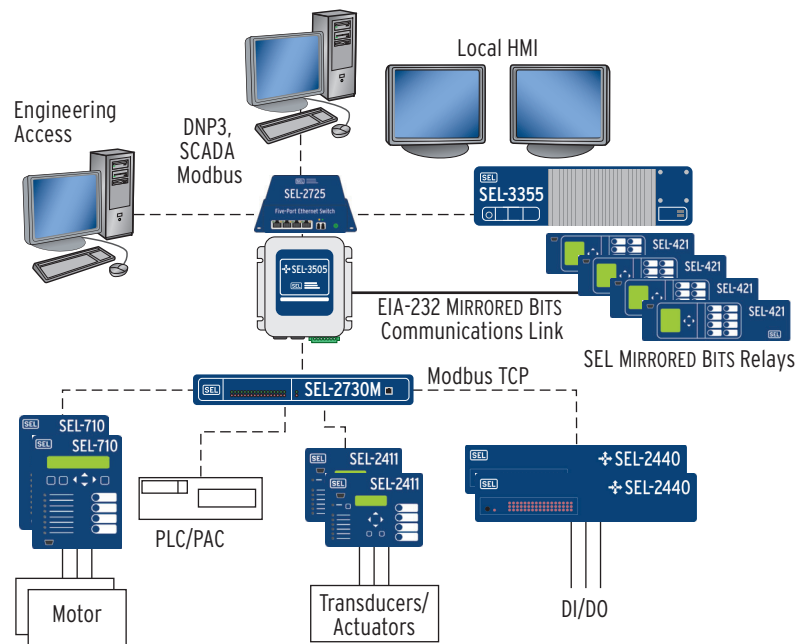 Local HMI
Engineering
Access
DNP3,
SCADA
Modbus
SEL
SEL-2725
Five-Port Ethernet Switch
SEL
SEL-3355
SEL-3505
SEL
SEL-421
SEL-421
SEL-421
SEL-421
SEL
EIA-232 MIRRORED BITS
Communications Link
SEL MIRRORED BITS Relays
SEL
SEL-2730M
Modbus TCP
SEL
SEL-710
SEL
SEL-710
PLC/PAC
SEL
SEL-2411
SEL
SEL-2411
SEL
SEL-2440
SEL
SEL-2440
Motor
Transducers/
Actuators
DI/DO